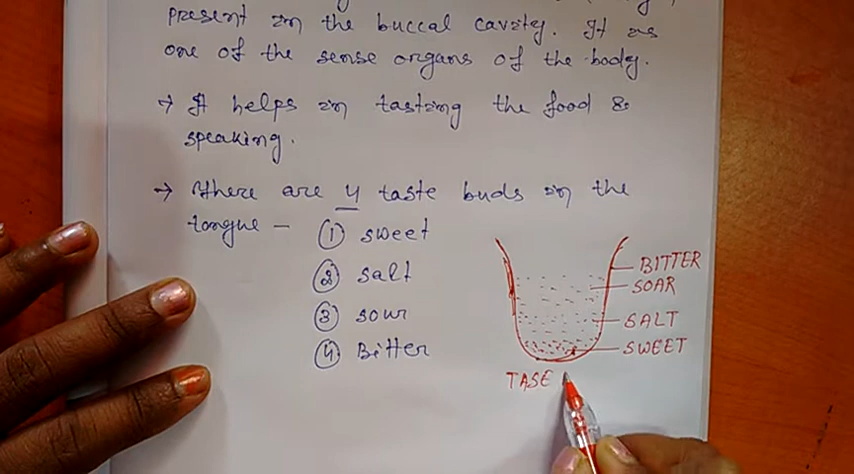 present in the buccal cavity. It is
one of the sense organs of the body.
→ It helps in tasting the food &
speaking.
→ There are 4 taste buds in the
tongue – ① sweet
② salt
③ sour
④ Bitter
BITTER
SOAR
SALT
SWEET
TASE